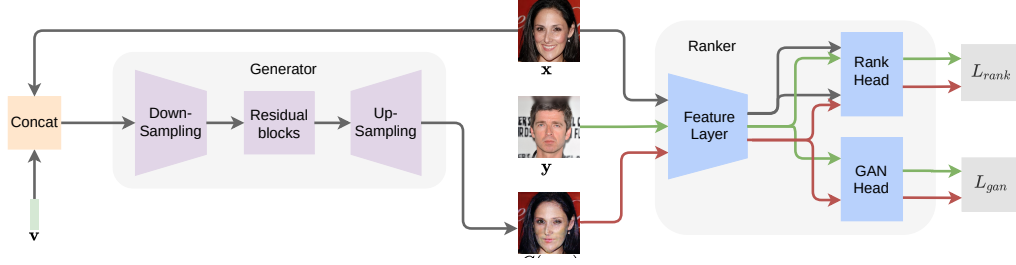 Generator
Ranker
x
Concat
Down-
Sampling
Residual
blocks
Up-
Sampling
y
Feature
Layer
Rank
Head
GAN
Head
L_rank
L_gan
v